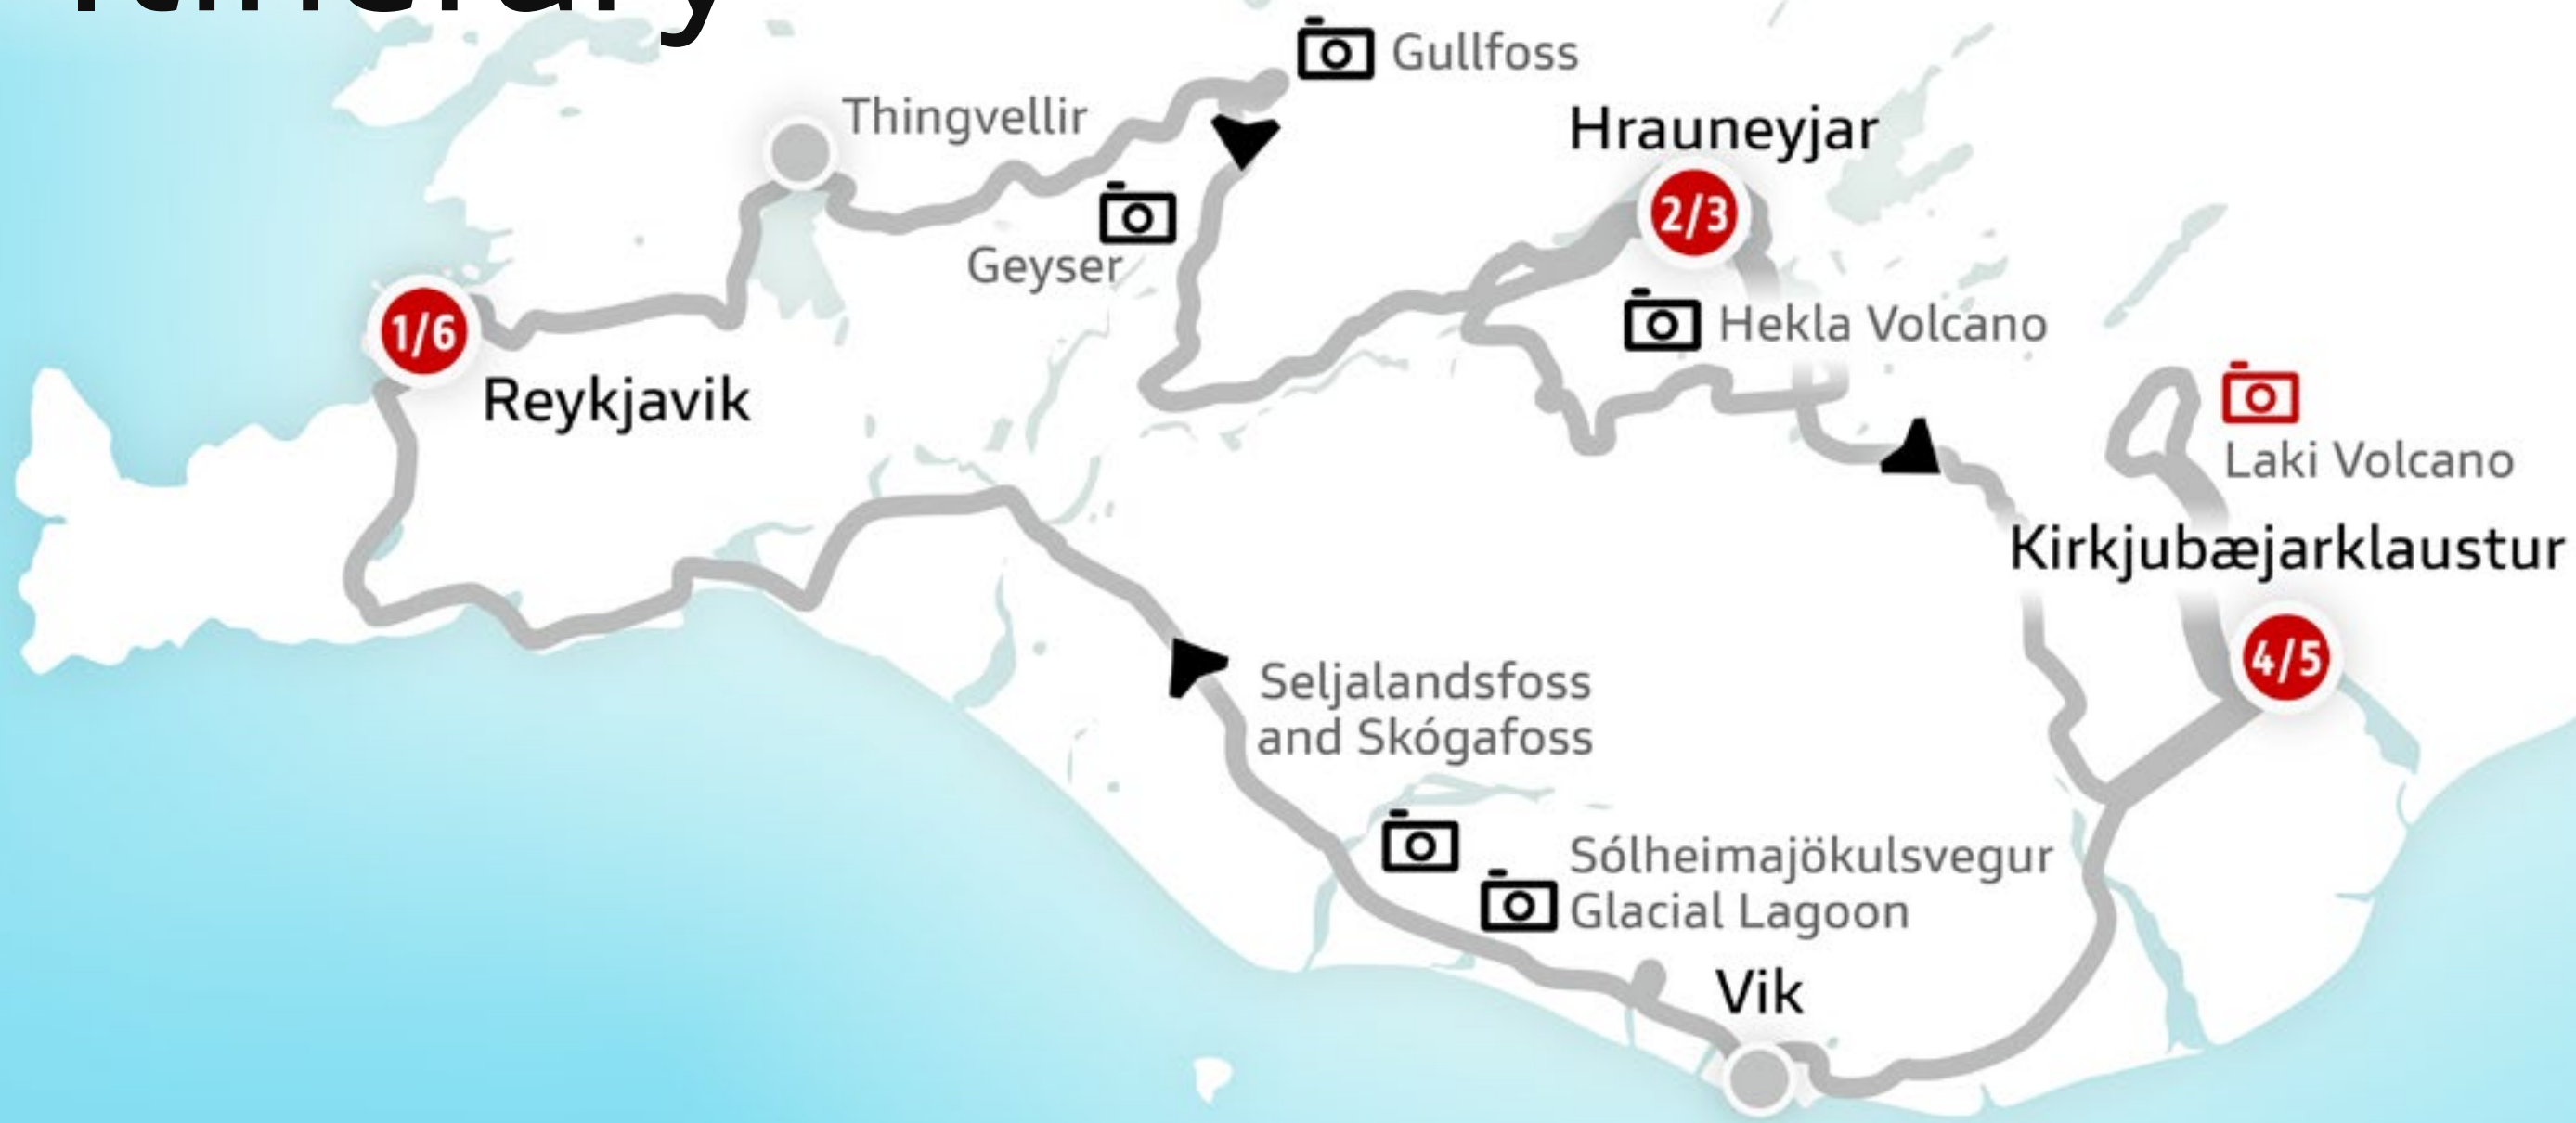 Itinerary
Gullfoss
Thingvellir
Hrauneyjar
2/3
Geyser
Hekla Volcano
1/6
Reykjavik
Laki Volcano
Kirkjubæjarklaustur
4/5
Seljalandsfoss
and Skógafoss
Sólheimajökulsvegur
Glacial Lagoon
Vik